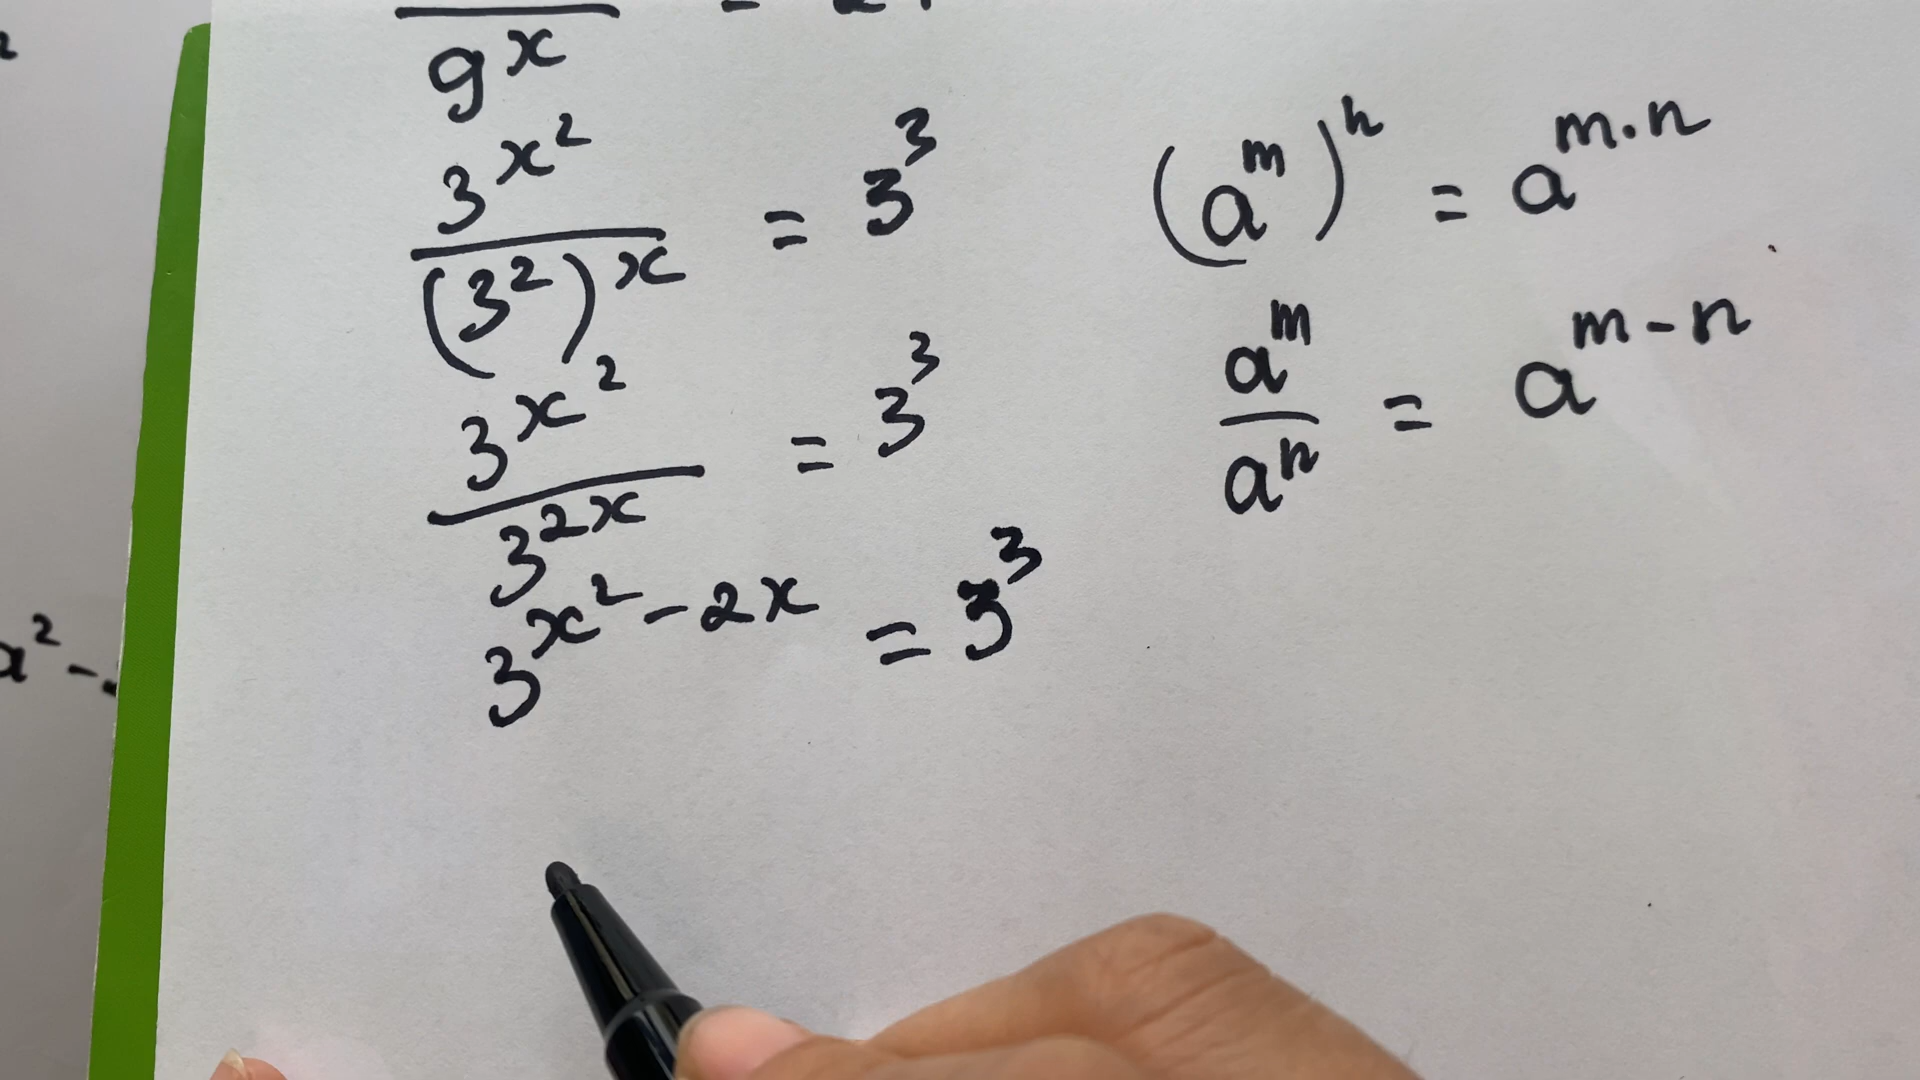 9^x
3^x^2 / (3^2)^x = 3^3
3^x^2 / 3^2x = 3^3
3^x^2 - 2x = 3^3
(a^m)^n = a^m·n
a^m / a^n = a^m - n